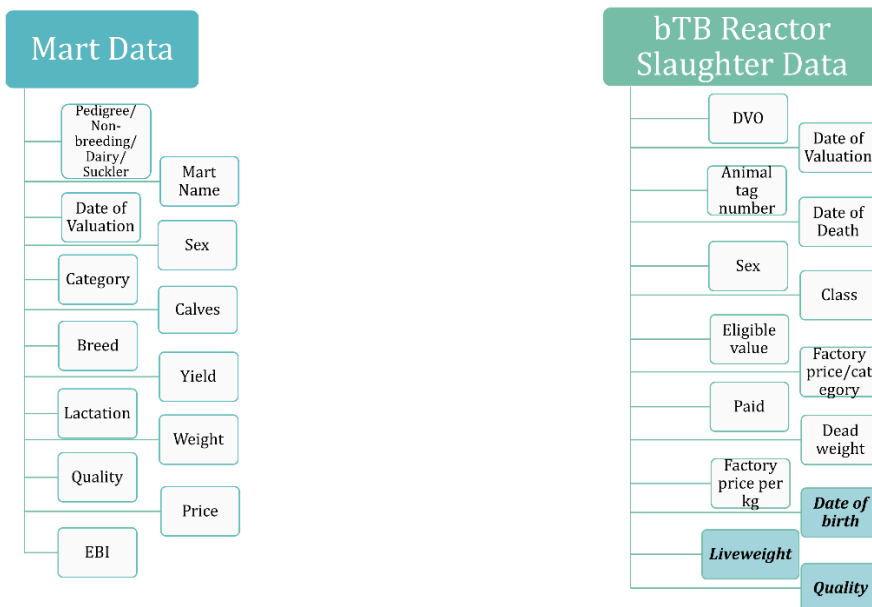 Mart Data
Pedigree/
Non-
breeding/
Dairy/
Suckler
Mart
Name
Date of
Valuation
Sex
Category
Calves
Breed
Yield
Lactation
Weight
Quality
Price
EBI
bTB Reactor
Slaughter Data
DVO
Date of
Valuation
Animal
tag
number
Date of
Death
Sex
Class
Eligible
value
Factory
price/cat
egory
Paid
Dead
weight
Factory
price per
kg
Date of
birth
Liveweight
Quality